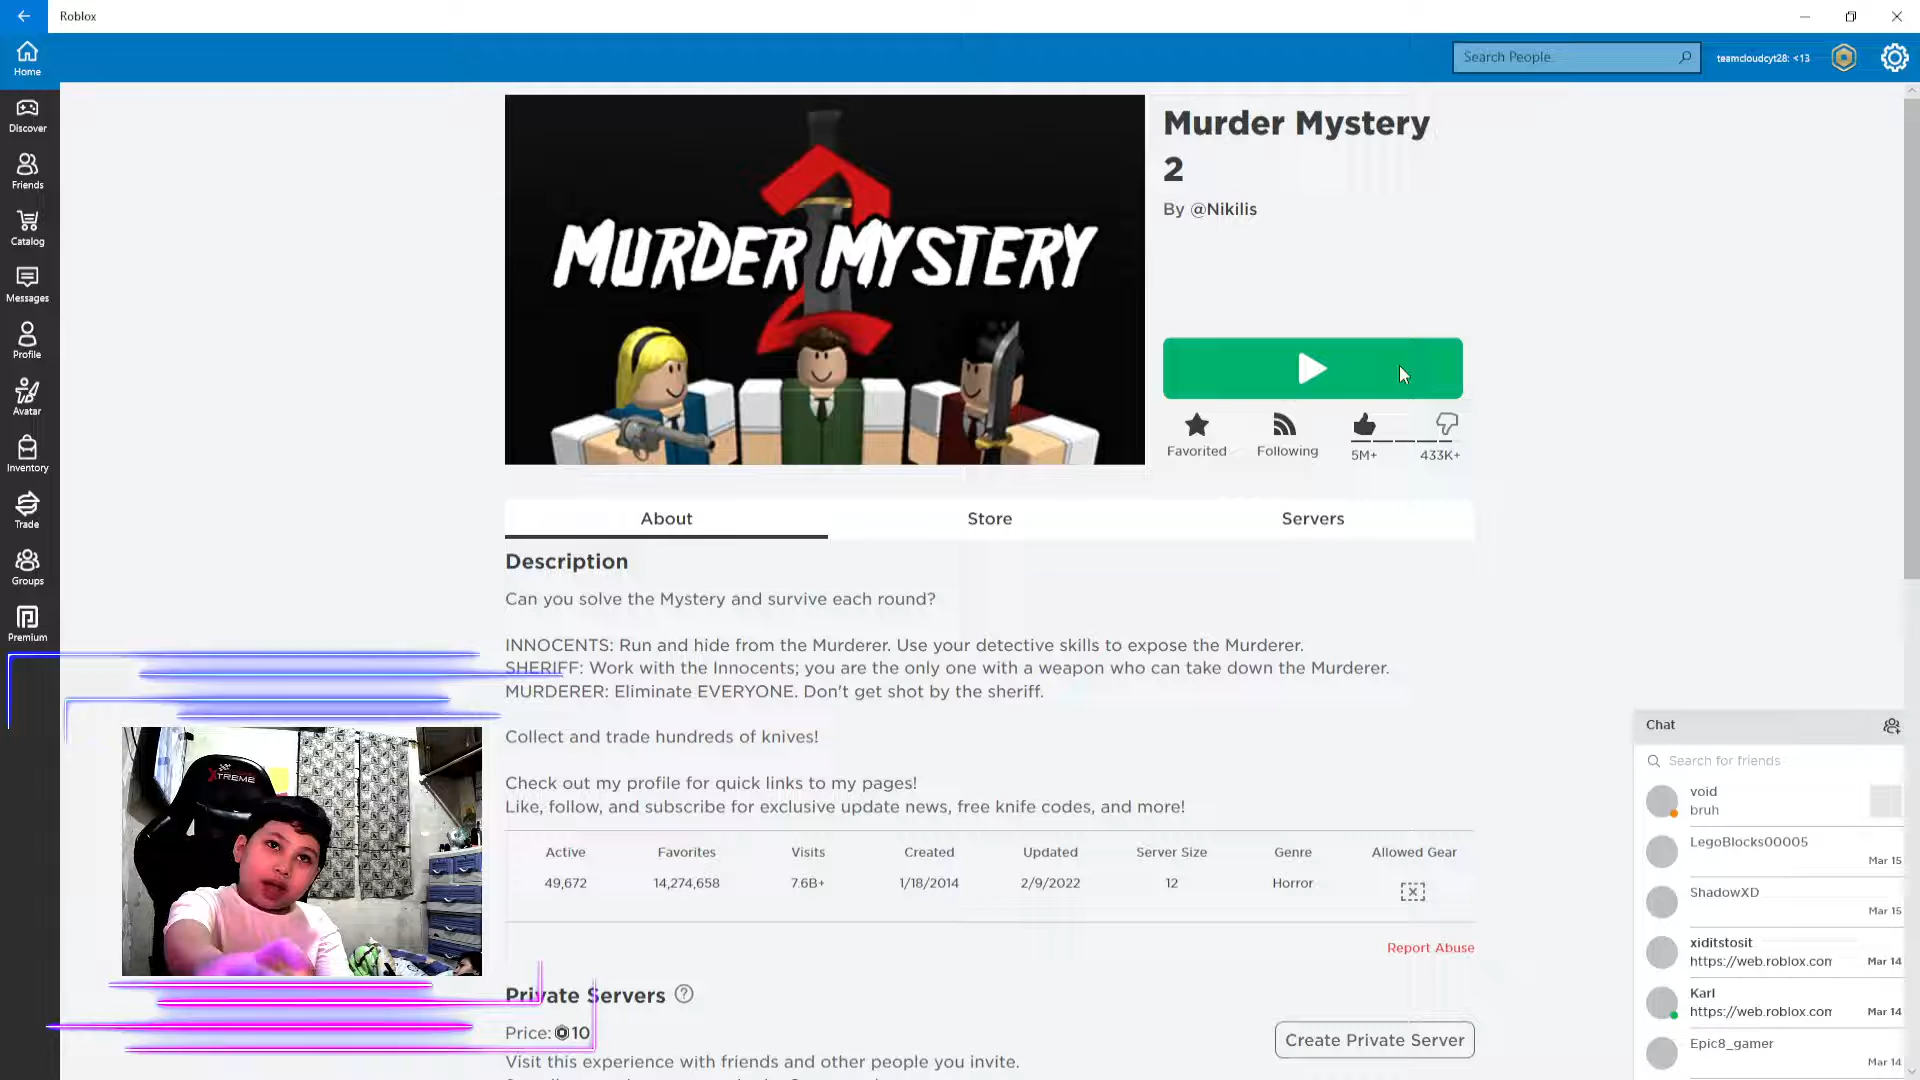 Roblox
Home
Search People.
teamcloudcyt28: <13
Discover
Friends
Catalog
Messages
Profile
Avatar
Inventory
Trade
Groups
Premium
MURDER MYSTERY
2
Murder Mystery
2
By @Nikilis
Favorited
Following
5M+
433K+
About
Store
Servers
Description
Can you solve the Mystery and survive each round?
INNOCENTS: Run and hide from the Murderer. Use your detective skills to expose the Murderer.
SHERIFF: Work with the Innocents; you are the only one with a weapon who can take down the Murderer.
MURDERER: Eliminate EVERYONE. Don't get shot by the sheriff.
Collect and trade hundreds of knives!
Check out my profile for quick links to my pages!
Like, follow, and subscribe for exclusive update news, free knife codes, and more!
Active Favorites Visits Created Updated Server Size Genre Allowed Gear
49,672 14,274,658 7.6B+ 1/18/2014 2/9/2022 12 Horror
Report Abuse
Private Servers
Price: 10
Create Private Server
Visit this experience with friends and other people you invite.
XTREME
Chat
Search for friends
void
bruh
LegoBlocks00005
Mar 15
ShadowXD
Mar 15
xiditstosit
https://web.roblox.com
Mar 14
Karl
https://web.roblox.com
Mar 14
Epic8_gamer
Mar 14